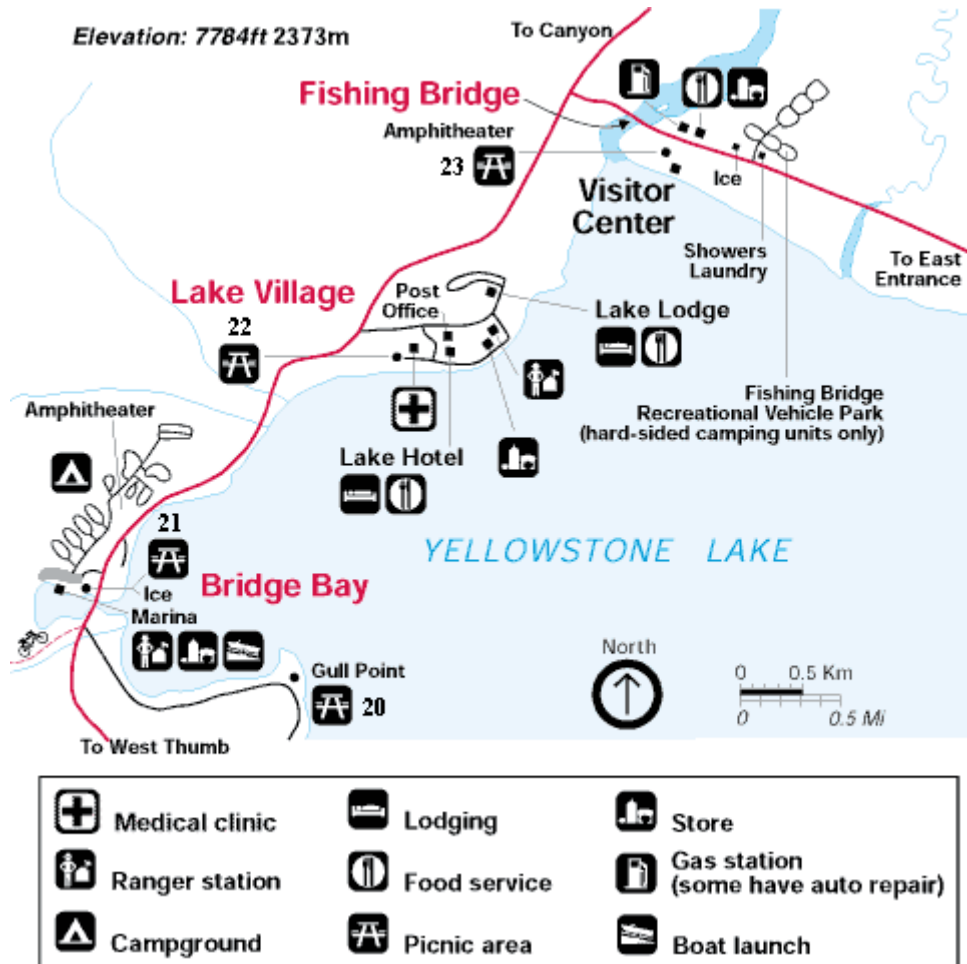 Elevation: 7784ft 2373m
To Canyon
Fishing Bridge
Amphitheater
23
Visitor
Center
Ice
Showers
Laundry
To East
Entrance
Lake Village
22
Post
Office
Lake Lodge
Fishing Bridge
Recreational Vehicle Park
(hard-sided camping units only)
Amphitheater
Lake Hotel
21
YELLOWSTONE LAKE
Bridge Bay
Ice
Marina
North
0 0.5 Km
0 0.5 Mi
Gull Point
20
To West Thumb
Medical clinic
Lodging
Store
Ranger station
Food service
Gas station
(some have auto repair)
Campground
Picnic area
Boat launch